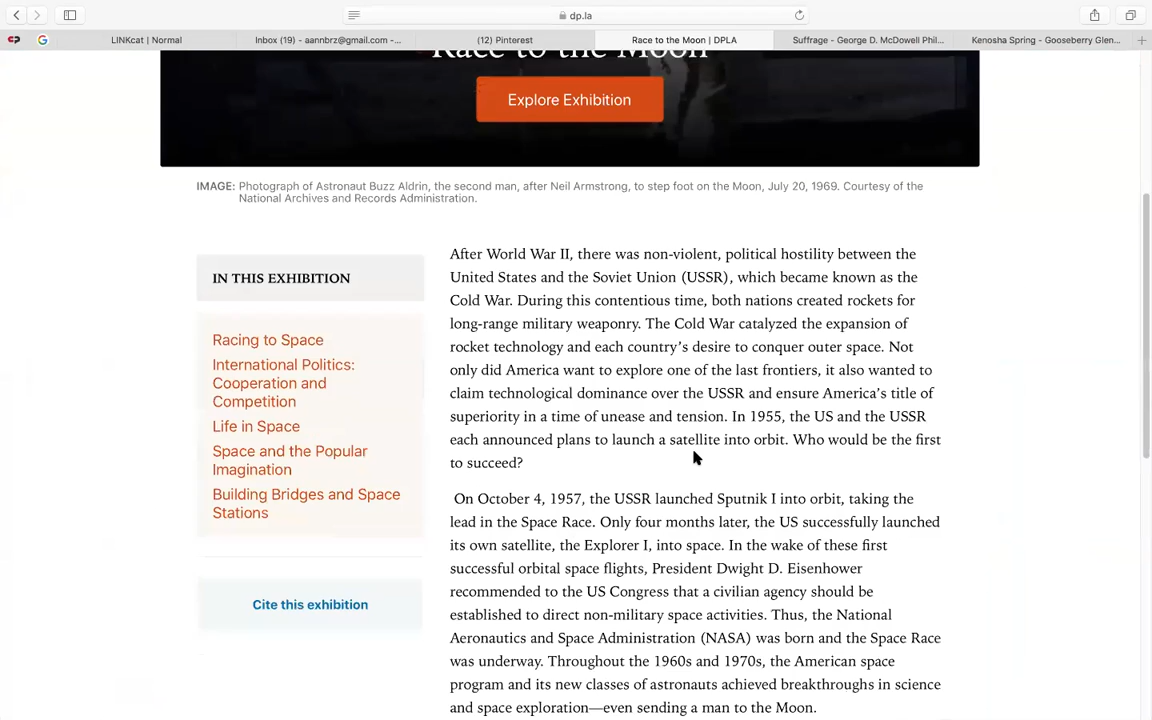 dp.la
LINKcat | Normal
Inbox (19) - aannbrz@gmail.com -...
(12) Pinterest
Race to the Moon | DPLA
Suffrage - George D. McDowell Phil...
Kenosha Spring - Gooseberry Glen...
Race to the Moon
Explore Exhibition
IMAGE: Photograph of Astronaut Buzz Aldrin, the second man, after Neil Armstrong, to step foot on the Moon, July 20, 1969. Courtesy of the
National Archives and Records Administration.
IN THIS EXHIBITION
Racing to Space
International Politics:
Cooperation and
Competition
Life in Space
Space and the Popular
Imagination
Building Bridges and Space
Stations
Cite this exhibition
After World War II, there was non-violent, political hostility between the
United States and the Soviet Union (USSR), which became known as the
Cold War. During this contentious time, both nations created rockets for
long-range military weaponry. The Cold War catalyzed the expansion of
rocket technology and each country's desire to conquer outer space. Not
only did America want to explore one of the last frontiers, it also wanted to
claim technological dominance over the USSR and ensure America's title of
superiority in a time of unease and tension. In 1955, the US and the USSR
each announced plans to launch a satellite into orbit. Who would be the first
to succeed?
On October 4, 1957, the USSR launched Sputnik I into orbit, taking the
lead in the Space Race. Only four months later, the US successfully launched
its own satellite, the Explorer I, into space. In the wake of these first
successful orbital space flights, President Dwight D. Eisenhower
recommended to the US Congress that a civilian agency should be
established to direct non-military space activities. Thus, the National
Aeronautics and Space Administration (NASA) was born and the Space Race
was underway. Throughout the 1960s and 1970s, the American space
program and its new classes of astronauts achieved breakthroughs in science
and space exploration—even sending a man to the Moon.